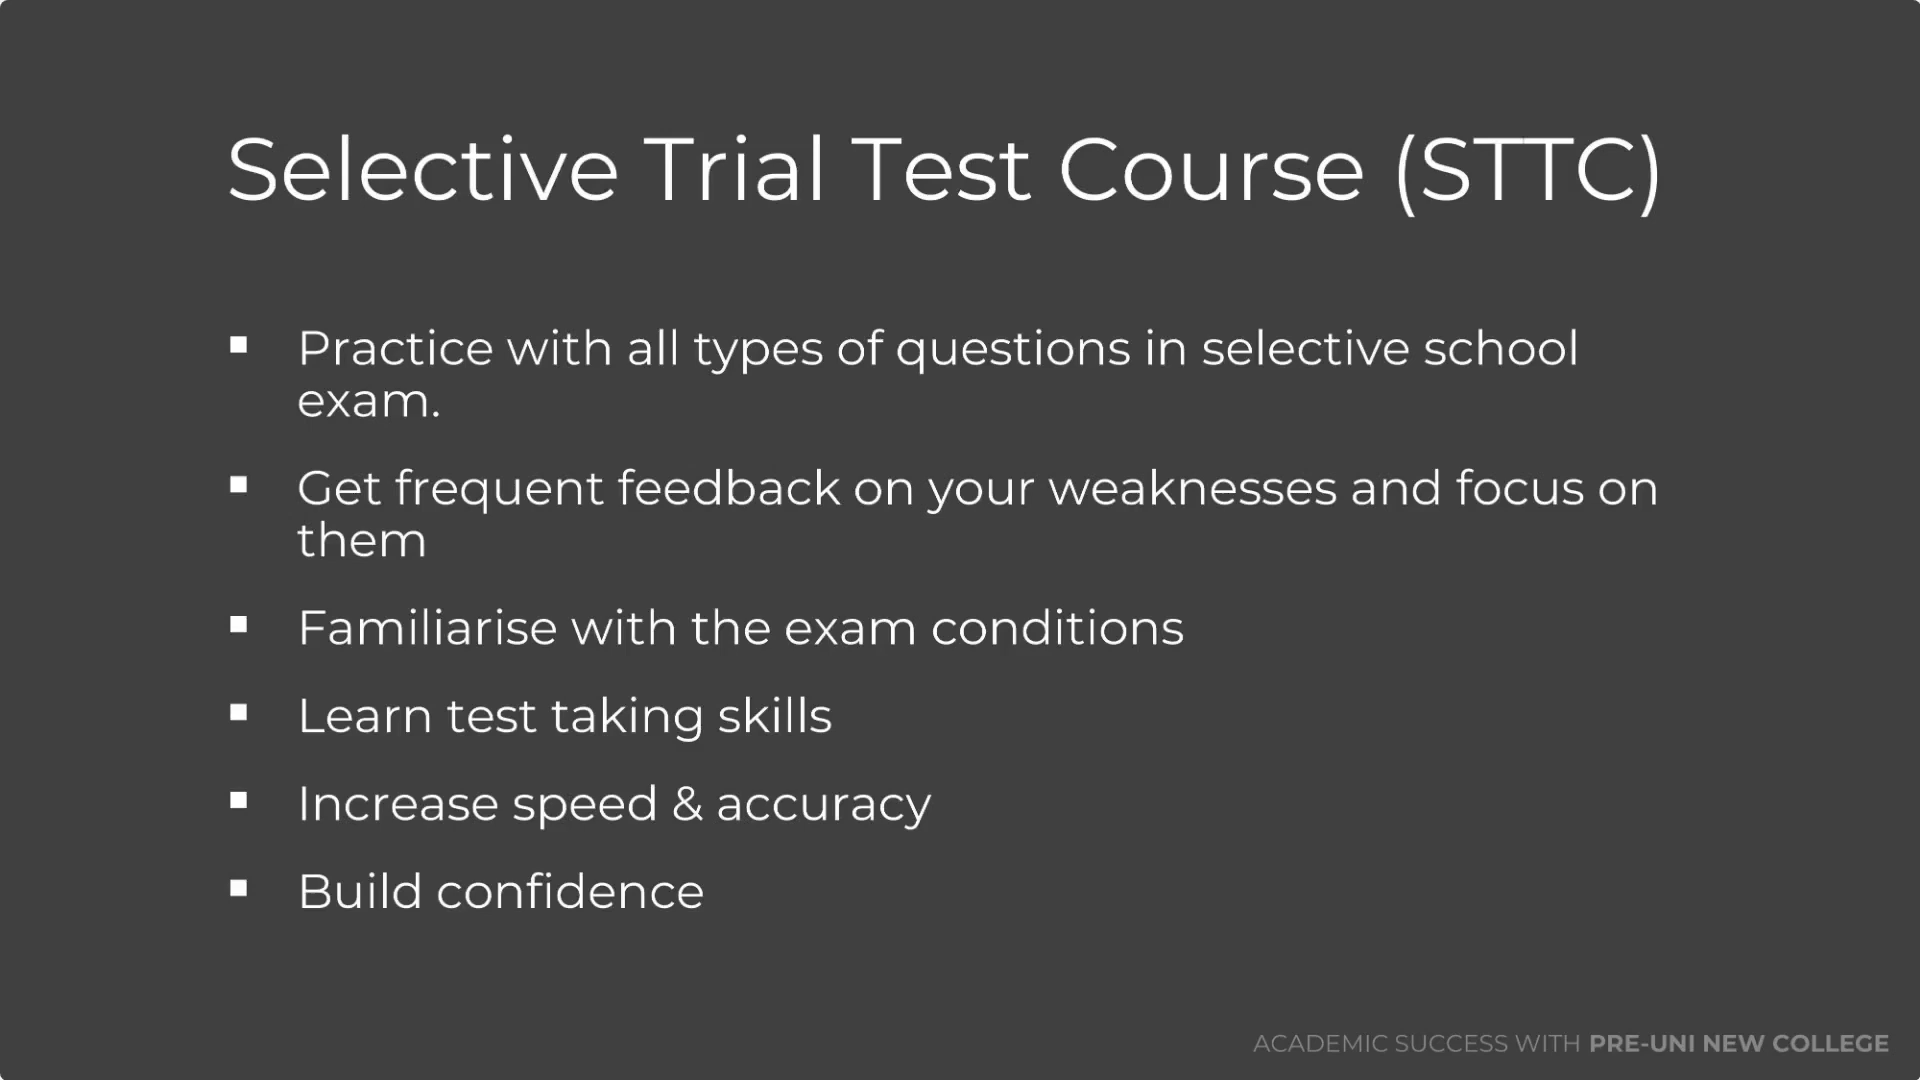 Selective Trial Test Course (STTC)
▪ Practice with all types of questions in selective school
exam.
▪ Get frequent feedback on your weaknesses and focus on
them
▪ Familiarise with the exam conditions
▪ Learn test taking skills
▪ Increase speed & accuracy
▪ Build confidence
ACADEMIC SUCCESS WITH PRE-UNI NEW COLLEGE